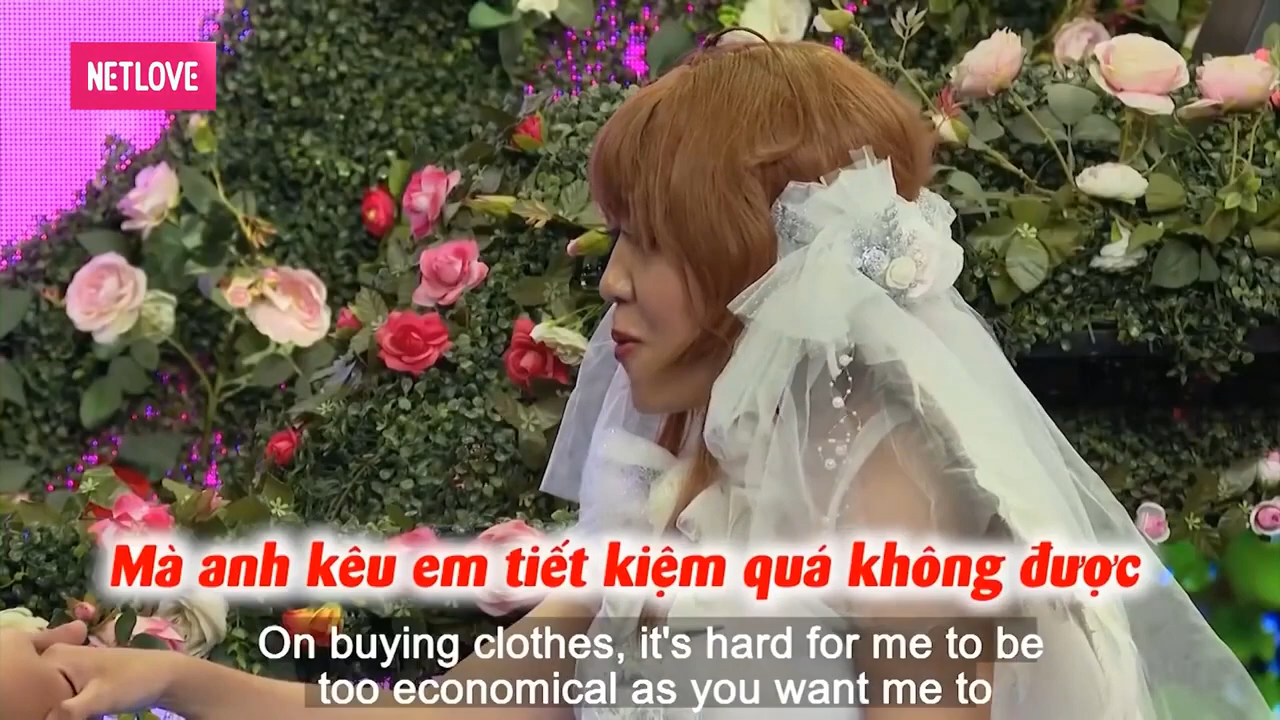 NETLOVE
Mà anh kêu em tiết kiệm quá không được
On buying clothes, it's hard for me to be
too economical as you want me to